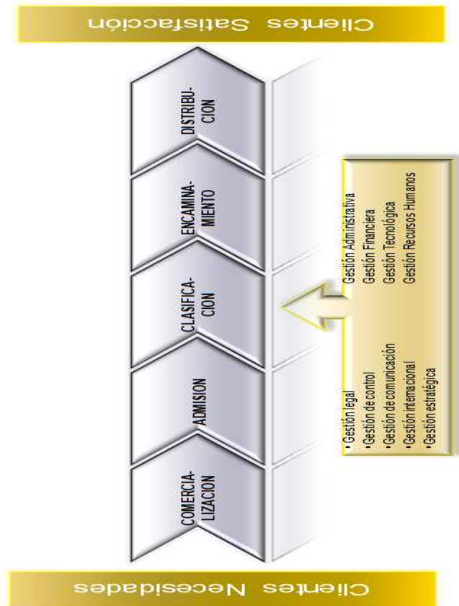 Clientes Necesidades
COMERCIA-
LIZACION
ADMISION
CLASIFICA-
CION
ENCAMINA-
MIENTO
DISTRIBU-
CION
Clientes Satisfacción
• Gestión legal
• Gestión de control
• Gestión de comunicación
• Gestión internacional
• Gestión estratégica
Gestión Administrativa
Gestión Financiera
Gestión Tecnológica
Gestión Recursos Humanos